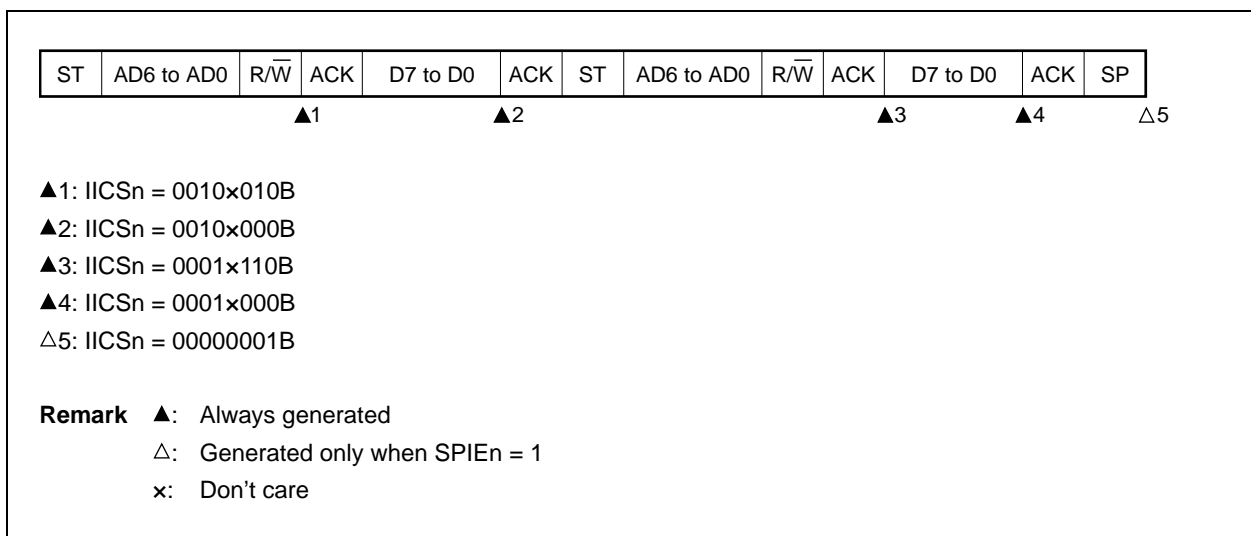 ST AD6 to AD0 R/W̅ ACK D7 to D0 ACK ST AD6 to AD0 R/W̅ ACK D7 to D0 ACK SP
▲1 ▲2 ▲3 ▲4 △5
▲1: IICSn = 0010×010B
▲2: IICSn = 0010×000B
▲3: IICSn = 0001×110B
▲4: IICSn = 0001×000B
△5: IICSn = 00000001B
Remark ▲: Always generated
△: Generated only when SPIEn = 1
×: Don't care